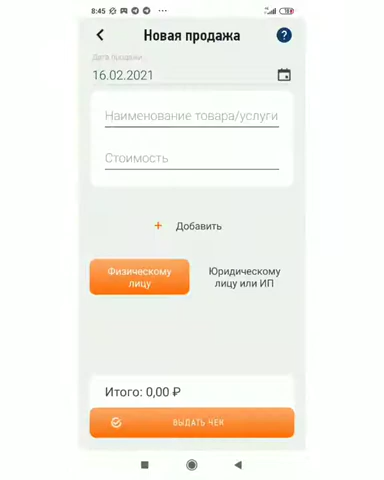 8:45
Новая продажа
?
Дата продажи
16.02.2021
Наименование товара/услуги
Стоимость
+ Добавить
Физическому
лицу
Юридическому
лицу или ИП
Итого: 0,00 ₽
ВЫДАТЬ ЧЕК